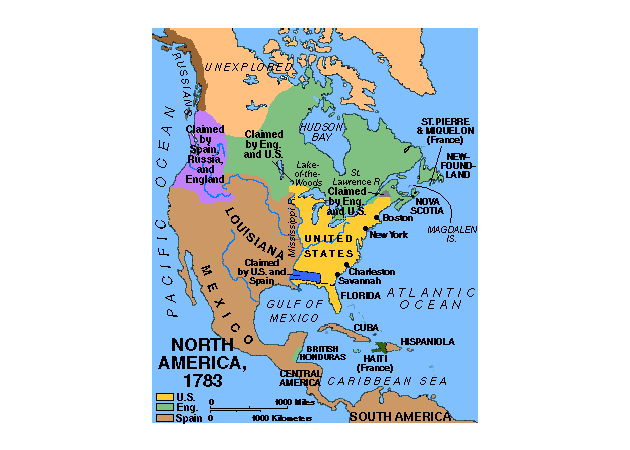 RUSSIANS
UNEXPLORED
PACIFIC OCEAN
Claimed
by
Spain,
Russia,
and
England
Claimed
by Eng.
and U.S.
HUDSON
BAY
ST. PIERRE
& MIQUELON
(France)
NEW-
FOUND-
LAND
Lake-
of-the-
Woods
St.
Lawrence R.
Claimed
by Eng.
and U.S.
NOVA
SCOTIA
MAGDALEN
IS.
Boston
New York
LOUISIANA
Mississippi R.
UNITED
STATES
MEXICO
Claimed
by U.S. and
Spain
Charleston
Savannah
FLORIDA
ATLANTIC
OCEAN
GULF OF
MEXICO
CUBA
HISPANIOLA
HAITI
(France)
BRITISH
HONDURAS
CENTRAL
AMERICA
CARIBBEAN SEA
SOUTH AMERICA
NORTH
AMERICA,
1783
U.S.
Eng.
Spain
0 1000 Miles
0 1000 Kilometers